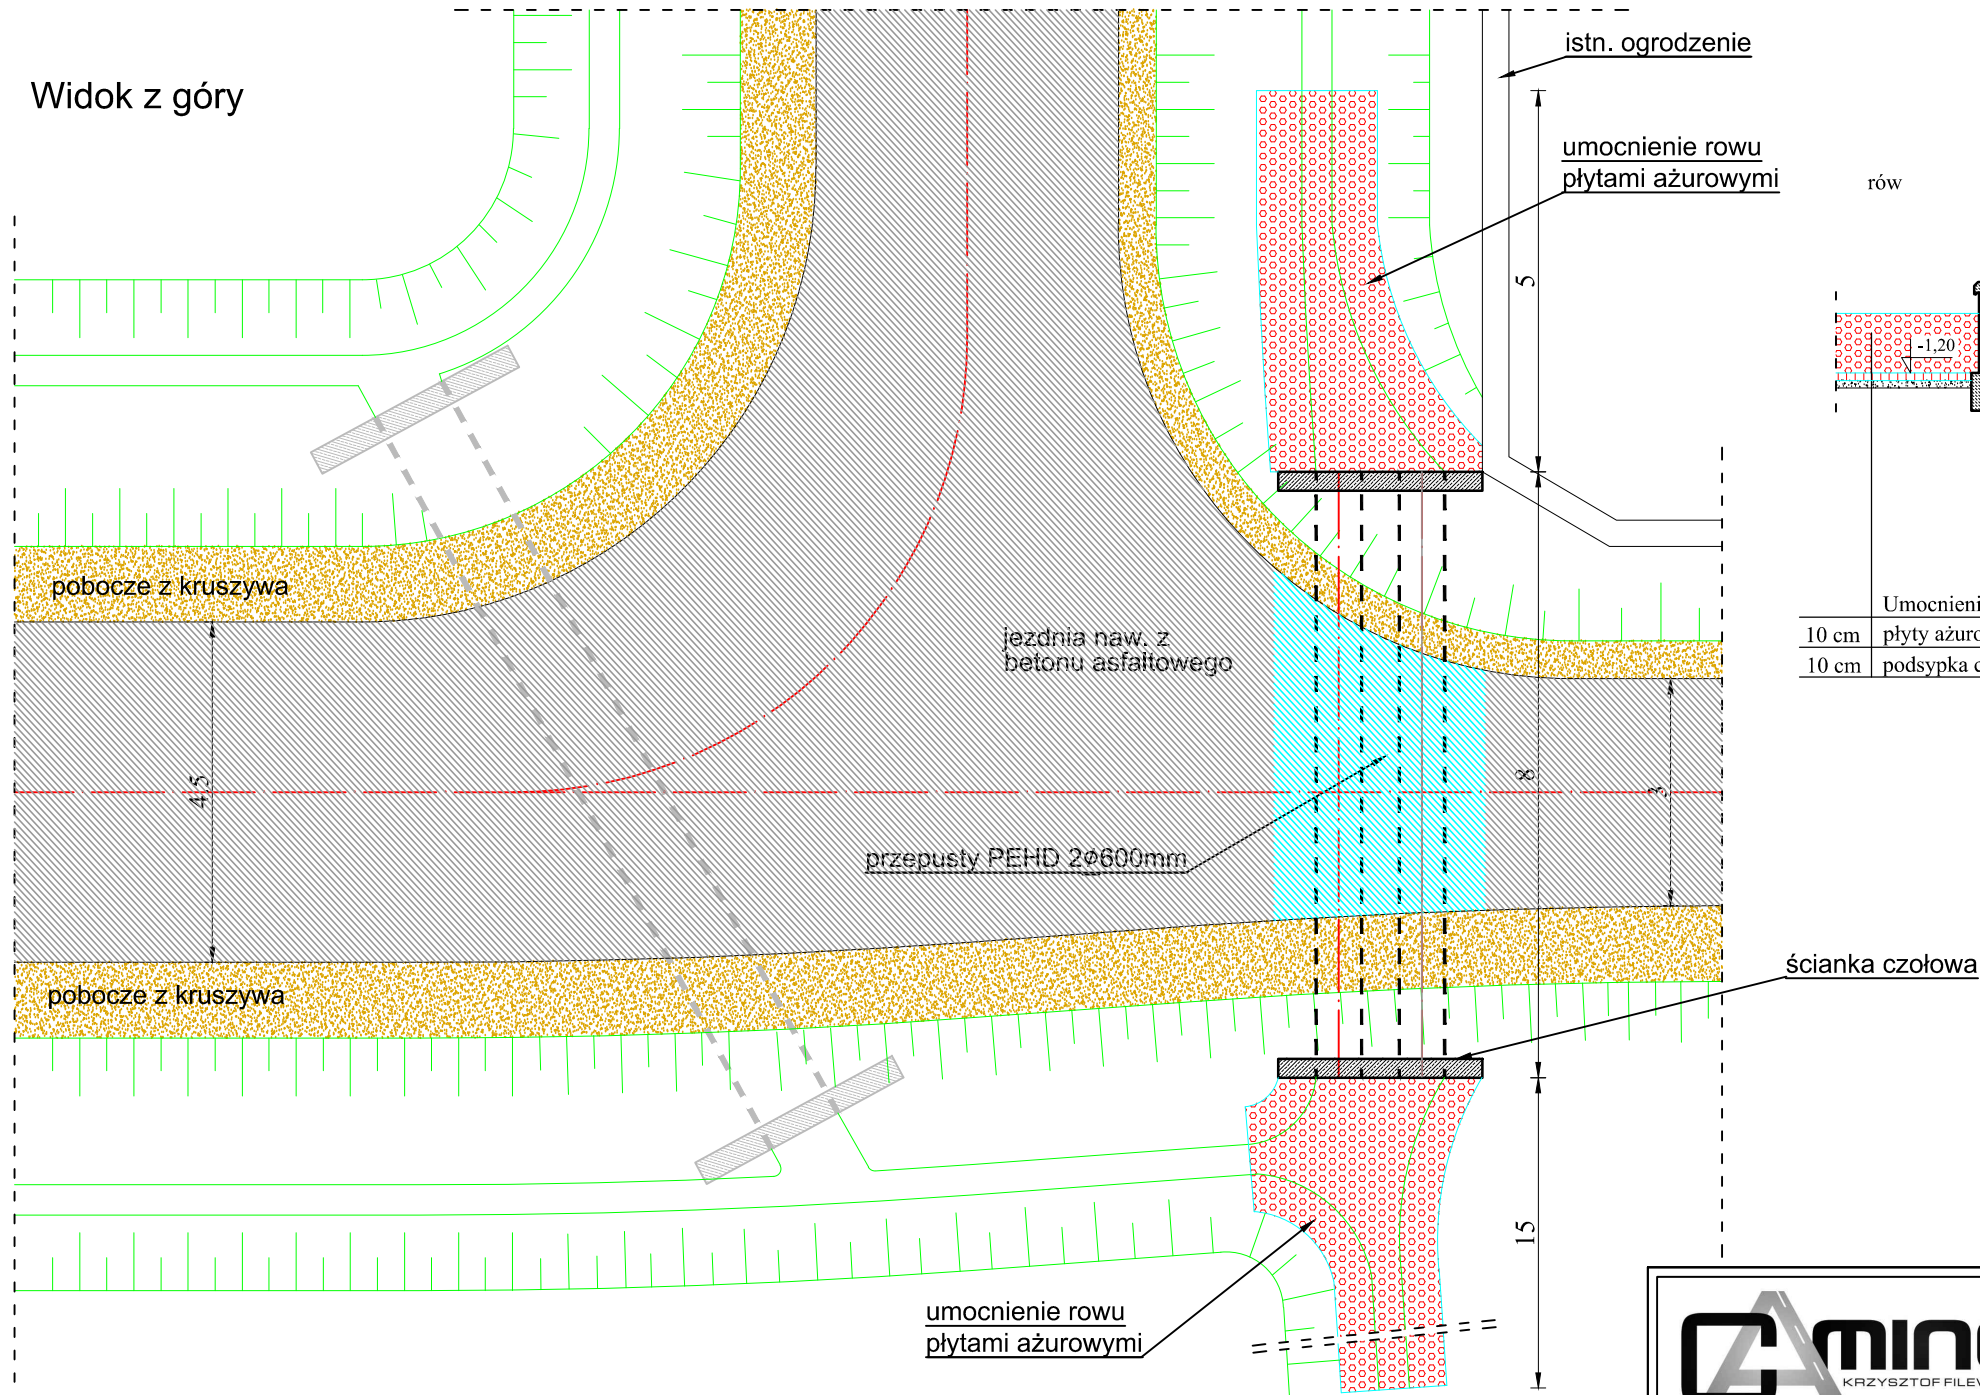 Widok z góry
istn. ogrodzenie
umocnienie rowu
płytami ażurowymi
rów
5
-1,20
pobocze z kruszywa
jezdnia naw. z
betonu asfaltowego
10 cm płyty ażuro
10 cm podsypka c
4.5
8
3
przepusty PEHD 2Ø600mm
ścianka czołowa
pobocze z kruszywa
15
umocnienie rowu
płytami ażurowymi
KRZYSZTOF